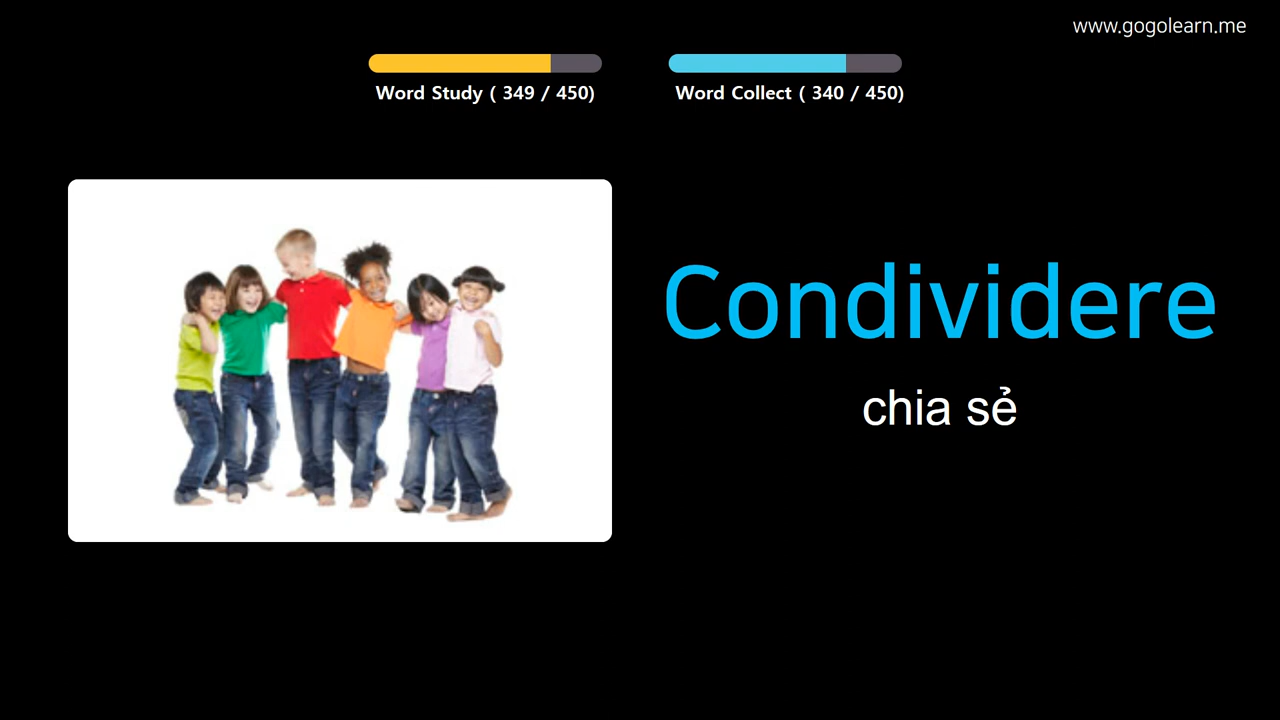 www.gogolearn.me
Word Study ( 349 / 450)
Word Collect ( 340 / 450)
Condividere
chia sẻ